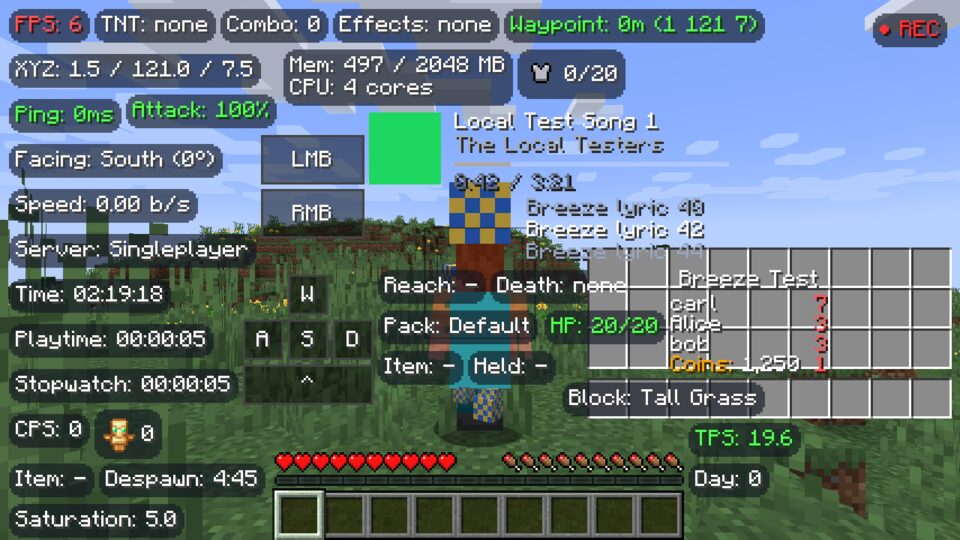 FPS: 6 TNT: none Combo: 0 Effects: none Waypoint: 0m (1 121 7) REC
XYZ: 1.5 / 121.0 / 7.5 Mem: 497 / 2048 MB
CPU: 4 cores
0/20
Ping: 0ms Attack: 100%
Local Test Song 1
The Local Testers
0:42 / 3:21
Facing: South (0°) LMB
Speed: 0.00 b/s RMB
Breeze lyric 40
Breeze lyric 42
Breeze lyric 44
Server: Singleplayer
Reach: - Death: none
Breeze Test
Time: 02:19:18 W
carl 7
Alice 3
bob 3
Coins: 1,250 1
Pack: Default HP: 20/20
Playtime: 00:00:05 A S D
Item: - Held: -
Stopwatch: 00:00:05 ^
Block: Tall Grass
CPS: 0 0
TPS: 19.6
Item: - Despawn: 4:45 Day: 0
Saturation: 5.0